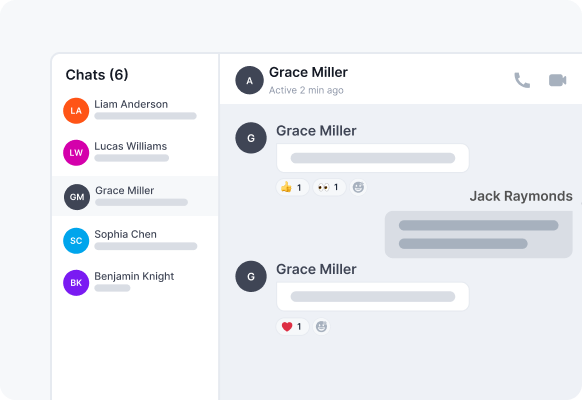 Chats (6)
LA
Liam Anderson
LW
Lucas Williams
GM
Grace Miller
SC
Sophia Chen
BK
Benjamin Knight
A
Grace Miller
Active 2 min ago
G
Grace Miller
👍 1
👀 1
Jack Raymonds
G
Grace Miller
❤️ 1